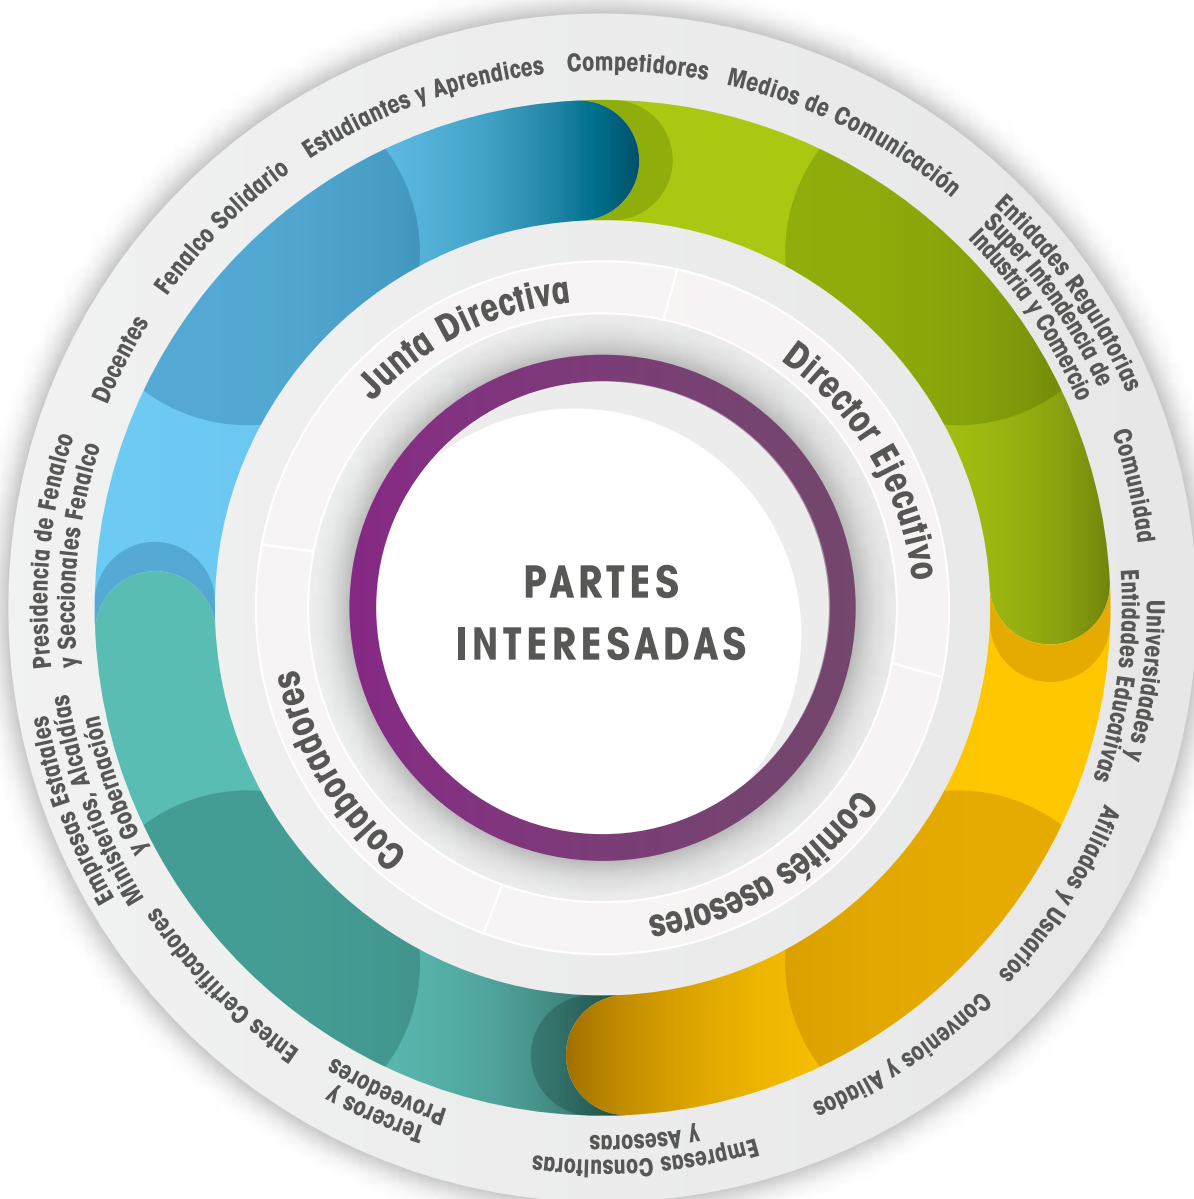 PARTES
INTERESADAS
Junta Directiva
Director Ejecutivo
Comités asesores
Colaboradores
Competidores
Medios de Comunicación
Entidades Regulatorias
Super Intendencia de
Industria y Comercio
Comunidad
Universidades y
Entidades Educativas
Afiliados y Usuarios
Convenios y Aliados
Empresas Consultoras
y Asesoras
Terceros y
Proveedores
Entes Certificadores
Empresas Estatales
Ministerios, Alcaldías
y Gobernación
Presidencia de Fenalco
y Seccionales Fenalco
Docentes
Fenalco Solidario
Estudiantes y Aprendices